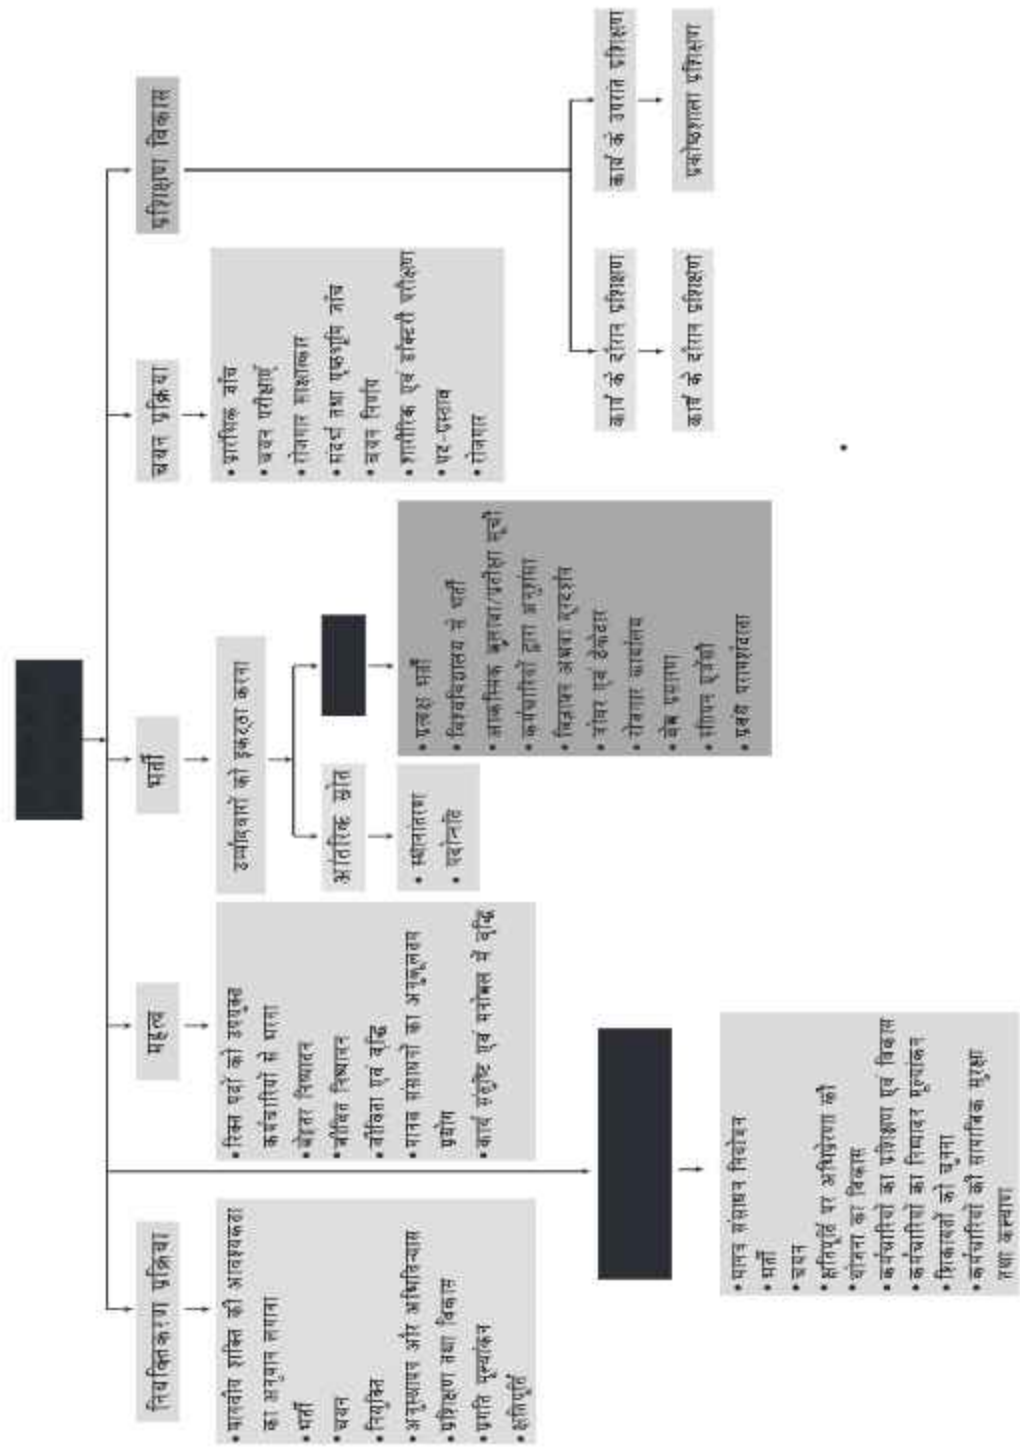 नियुक्तिकरण प्रक्रिया
• मानवीय शक्ति की आवश्यकता
का अनुमान लगाना
• भर्ती
• चयन
• नियुक्ति
• अनुस्थापन और अभिविन्यास
• प्रशिक्षण तथा विकास
• प्रगति मूल्यांकन
• क्षतिपूर्ति
महत्व
• रिक्त पदों को उपयुक्त
कर्मचारियों से भरना
• बेहतर निष्पादन
• जीवित निष्पादन
• जीविता एवं वृद्धि
• मानव संसाधनों का अनुकूलतम
प्रयोग
• कार्य संतुष्टि एवं मनोबल में वृद्धि
• मानव संसाधन नियोजन
• भर्ती
• चयन
• क्षतिपूर्ति पर अभिप्रेरणा की
योजना का विकास
• कर्मचारियों का प्रशिक्षण एवं विकास
• कर्मचारियों का निष्पादन मूल्यांकन
• शिकायतों को सुनना
• कर्मचारियों की सामाजिक सुरक्षा
तथा कल्याण
भर्ती
उम्मीदवारों को इकट्ठा करना
आंतरिक स्रोत
• स्थानांतरण
• पदोन्नति
• प्रत्यक्ष भर्ती
• विश्वविद्यालय से भर्ती
• आकस्मिक बुलावा/प्रतीक्षा सूची
• कर्मचारियों द्वारा अनुशंसा
• विज्ञापन अथवा दूरदर्शन
• जॉबर एवं ठेकेदार
• रोजगार कार्यालय
• वेब प्रसारण
• एजेंसी
• प्रबंध परामर्शदाता
चयन प्रक्रिया
• प्रारंभिक जाँच
• चयन परीक्षाएं
• रोजगार साक्षात्कार
• संदर्भ तथा पृष्ठभूमि जाँच
• चयन निर्णय
• शारीरिक एवं डॉक्टरी परीक्षण
• पद-प्रस्ताव
• रोजगार
प्रशिक्षण विकास
कार्य के दौरान प्रशिक्षण
कार्य के दौरान प्रशिक्षण
कार्य के उपरांत प्रशिक्षण
प्रकोष्ठशाला प्रशिक्षण